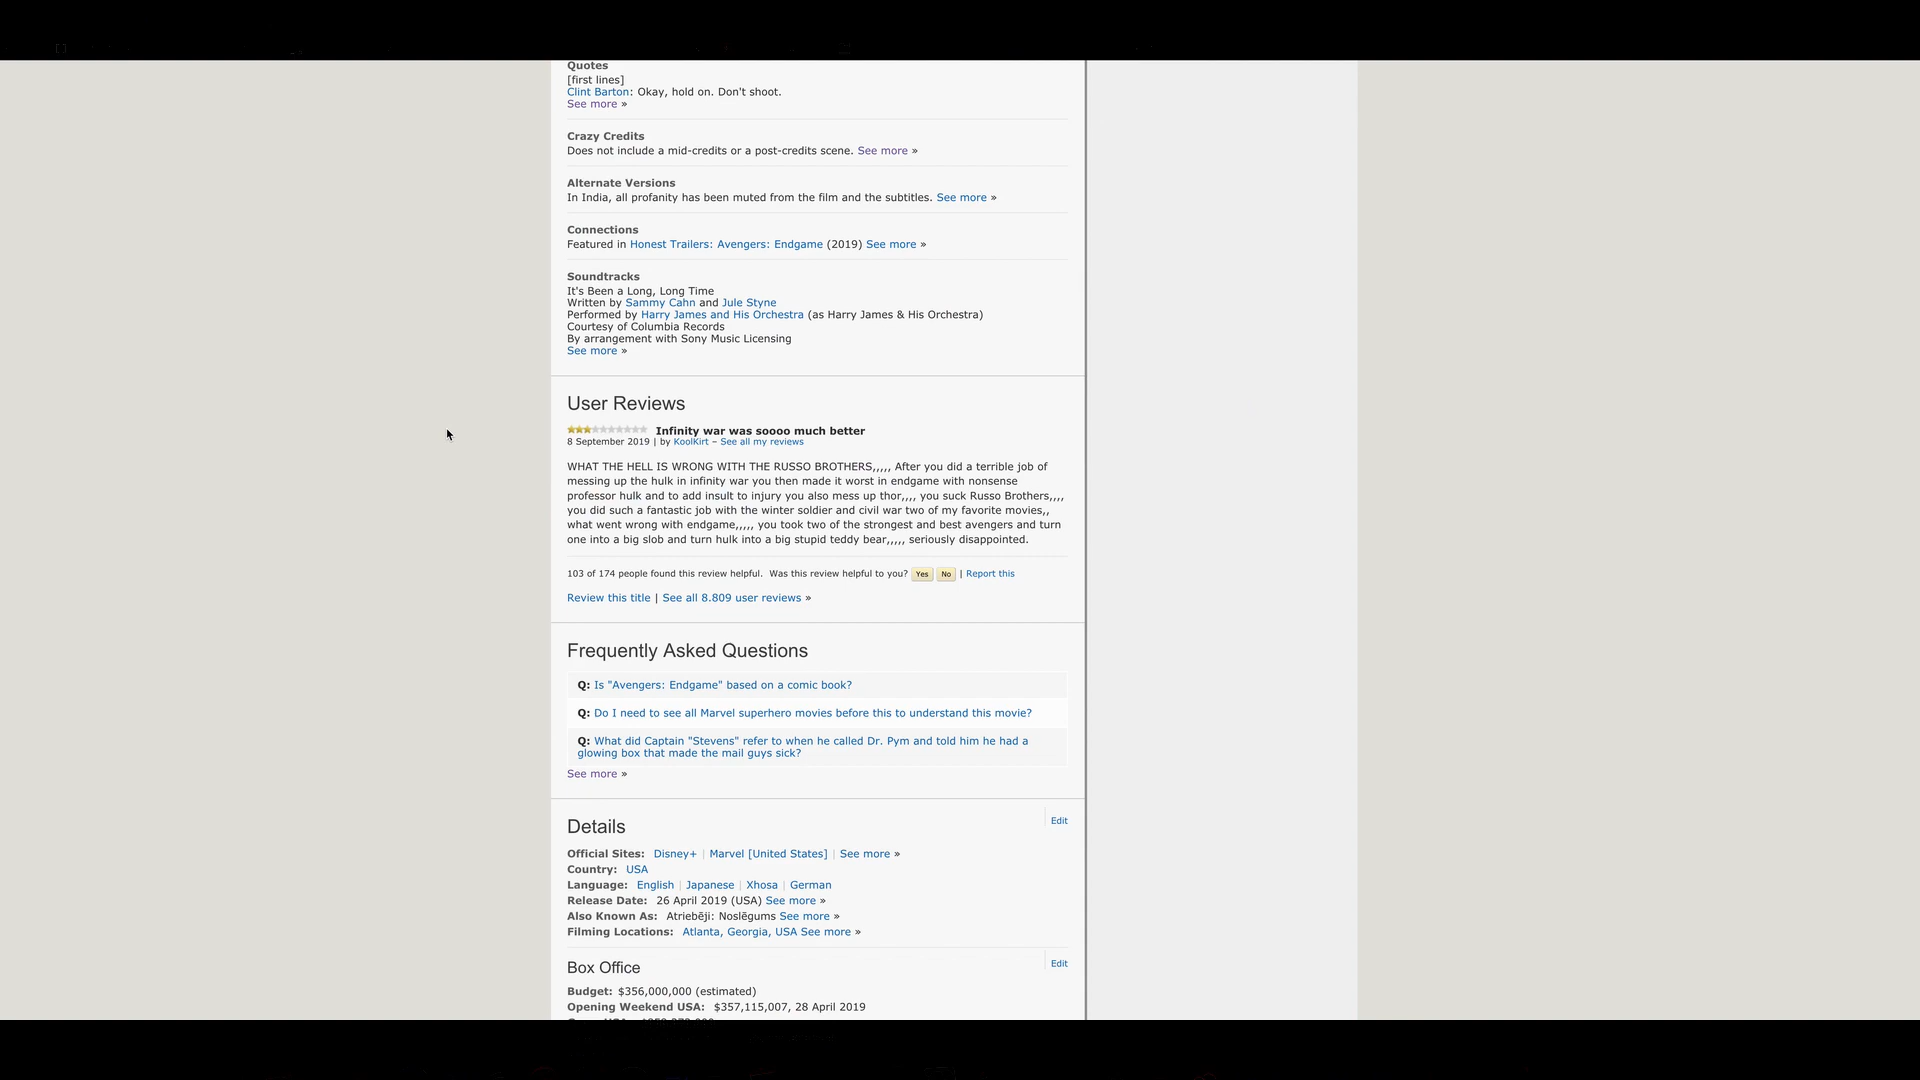 Quotes
[first lines]
Clint Barton: Okay, hold on. Don't shoot.
See more »
Crazy Credits
Does not include a mid-credits or a post-credits scene. See more »
Alternate Versions
In India, all profanity has been muted from the film and the subtitles. See more »
Connections
Featured in Honest Trailers: Avengers: Endgame (2019) See more »
Soundtracks
It's Been a Long, Long Time
Written by Sammy Cahn and Jule Styne
Performed by Harry James and His Orchestra (as Harry James & His Orchestra)
Courtesy of Columbia Records
By arrangement with Sony Music Licensing
See more »
User Reviews
Infinity war was soooo much better
8 September 2019 | by KoolKirt – See all my reviews
WHAT THE HELL IS WRONG WITH THE RUSSO BROTHERS,,,,, After you did a terrible job of
messing up the hulk in infinity war you then made it worst in endgame with nonsense
professor hulk and to add insult to injury you also mess up thor,,,, you suck Russo Brothers,,,,
you did such a fantastic job with the winter soldier and civil war two of my favorite movies,,
what went wrong with endgame,,,,, you took two of the strongest and best avengers and turn
one into a big slob and turn hulk into a big stupid teddy bear,,,,, seriously disappointed.
103 of 174 people found this review helpful. Was this review helpful to you? Yes No | Report this
Review this title | See all 8.809 user reviews »
Frequently Asked Questions
Q: Is "Avengers: Endgame" based on a comic book?
Q: Do I need to see all Marvel superhero movies before this to understand this movie?
Q: What did Captain "Stevens" refer to when he called Dr. Pym and told him he had a
glowing box that made the mail guys sick?
See more »
Details
Edit
Official Sites: Disney+ | Marvel [United States] | See more »
Country: USA
Language: English | Japanese | Xhosa | German
Release Date: 26 April 2019 (USA) See more »
Also Known As: Atriebēji: Noslēgums See more »
Filming Locations: Atlanta, Georgia, USA See more »
Box Office
Edit
Budget: $356,000,000 (estimated)
Opening Weekend USA: $357,115,007, 28 April 2019